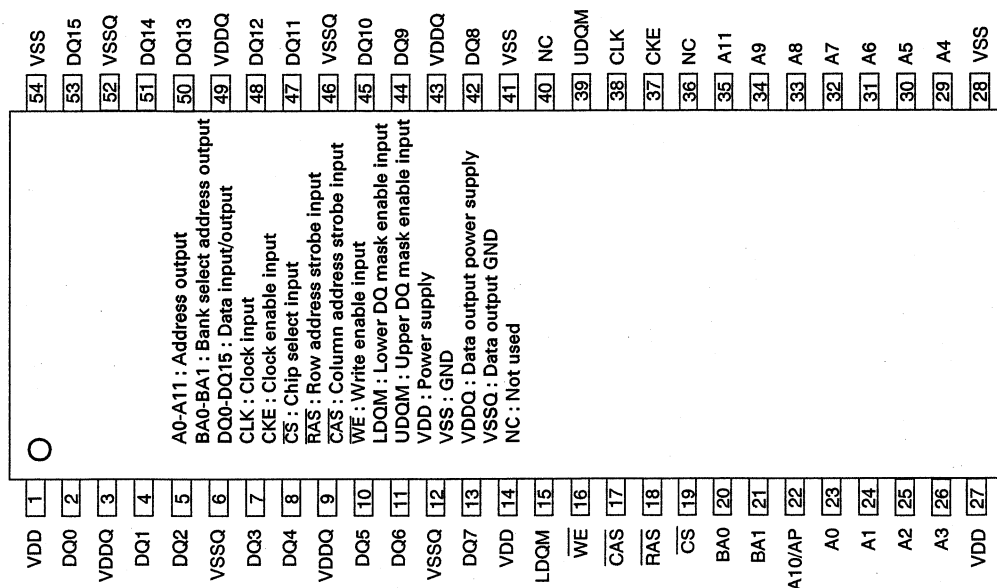 VDD 1
DQ0 2
VDDQ 3
DQ1 4
DQ2 5
VSSQ 6
DQ3 7
DQ4 8
VDDQ 9
DQ5 10
DQ6 11
VSSQ 12
DQ7 13
VDD 14
LDQM 15
W̅E̅ 16
C̅A̅S̅ 17
R̅A̅S̅ 18
C̅S̅ 19
BA0 20
BA1 21
A10/AP 22
A0 23
A1 24
A2 25
A3 26
VDD 27
A0-A11 : Address output
BA0-BA1 : Bank select address output
DQ0-DQ15 : Data input/output
CLK : Clock input
CKE : Clock enable input
C̅S̅ : Chip select input
R̅A̅S̅ : Row address strobe input
C̅A̅S̅ : Column address strobe input
W̅E̅ : Write enable input
LDQM : Lower DQ mask enable input
UDQM : Upper DQ mask enable input
VDD : Power supply
VSS : GND
VDDQ : Data output power supply
VSSQ : Data output GND
NC : Not used
54 VSS
53 DQ15
52 VSSQ
51 DQ14
50 DQ13
49 VDDQ
48 DQ12
47 DQ11
46 VSSQ
45 DQ10
44 DQ9
43 VDDQ
42 DQ8
41 VSS
40 NC
39 UDQM
38 CLK
37 CKE
36 NC
35 A11
34 A9
33 A8
32 A7
31 A6
30 A5
29 A4
28 VSS